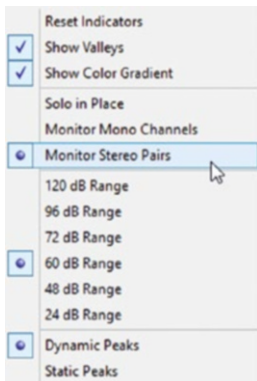 Reset Indicators
Show Valleys
Show Color Gradient
Solo in Place
Monitor Mono Channels
Monitor Stereo Pairs
120 dB Range
96 dB Range
72 dB Range
60 dB Range
48 dB Range
24 dB Range
Dynamic Peaks
Static Peaks